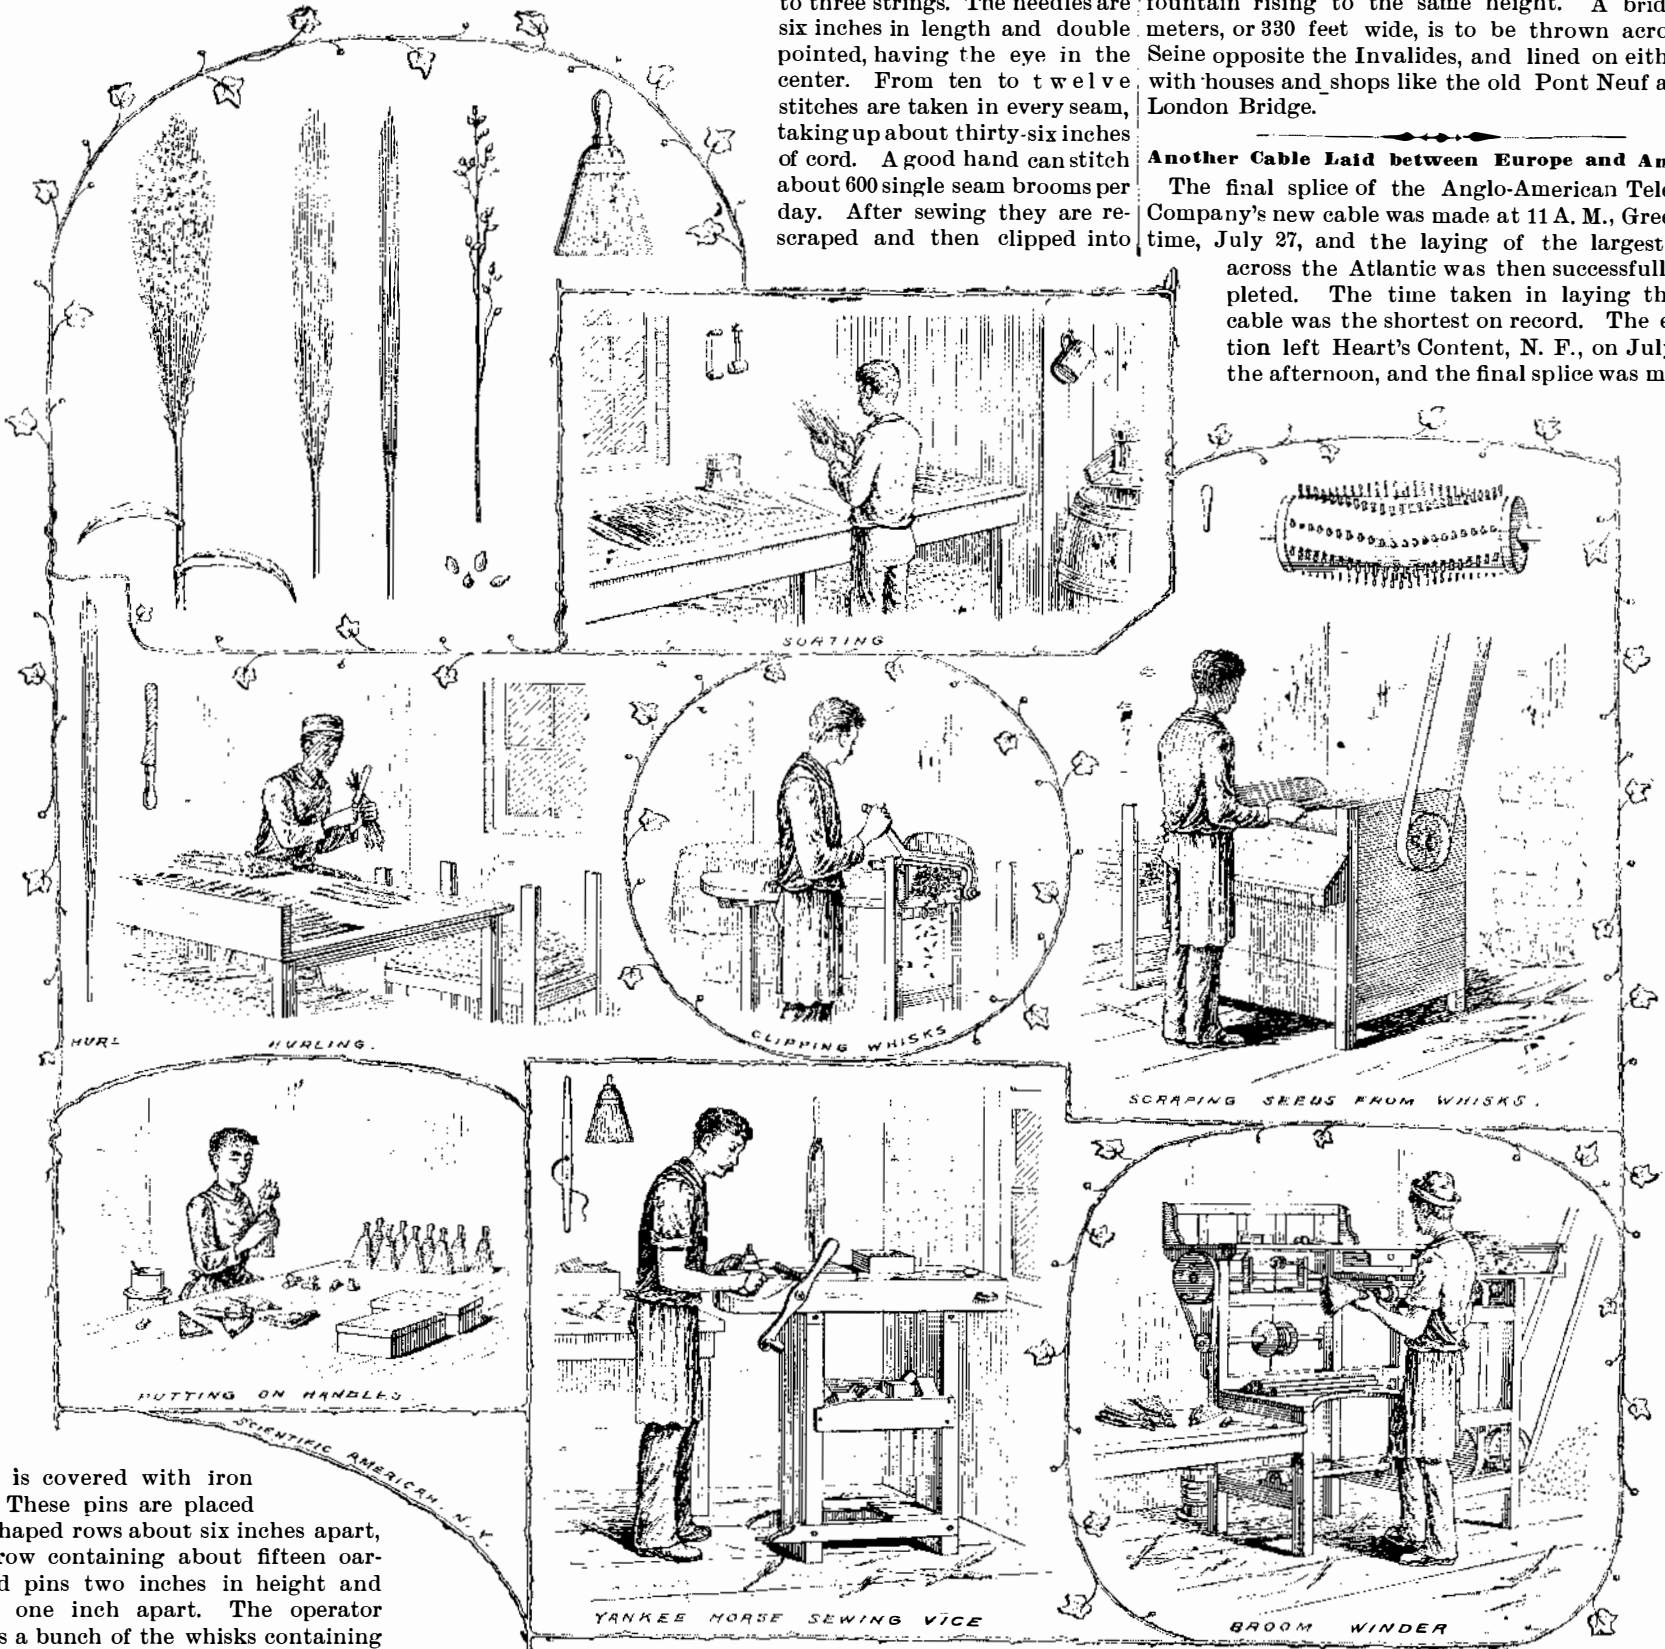 to three strings. The needles are
six inches in length and double
pointed, having the eye in the
center. From ten to twelve
stitches are taken in every seam,
taking up about thirty-six inches
of cord. A good hand can stitch
about 600 single seam brooms per
day. After sewing they are re-
scraped and then clipped into
fountain rising to the same height. A
meters, or 330 feet wide, is to be thrown
Seine opposite the Invalides, and lined on
with houses and shops like the old Pont Neuf
London Bridge.
Another Cable Laid between Europe and
The final splice of the Anglo-American
Company's new cable was made at 11 A. M.,
time, July 27, and the laying of the largest
across the Atlantic was then
pleted. The time taken in laying
cable was the shortest on record. The
tion left Heart's Content, N. F., on
the afternoon, and the final splice was
SORTING
HURL
HURLING.
CLIPPING WHISKS
SCRAPING SEEDS FROM WHISKS.
PUTTING ON HANDLES.
SCIENTIFIC AMERICAN. N. Y.
YANKEE HORSE SEWING VICE
BROOM WINDER
is covered with iron
These pins are placed
haped rows about six inches apart,
row containing about fifteen oar-
d pins two inches in height and
one inch apart. The operator
s a bunch of the whisks containing